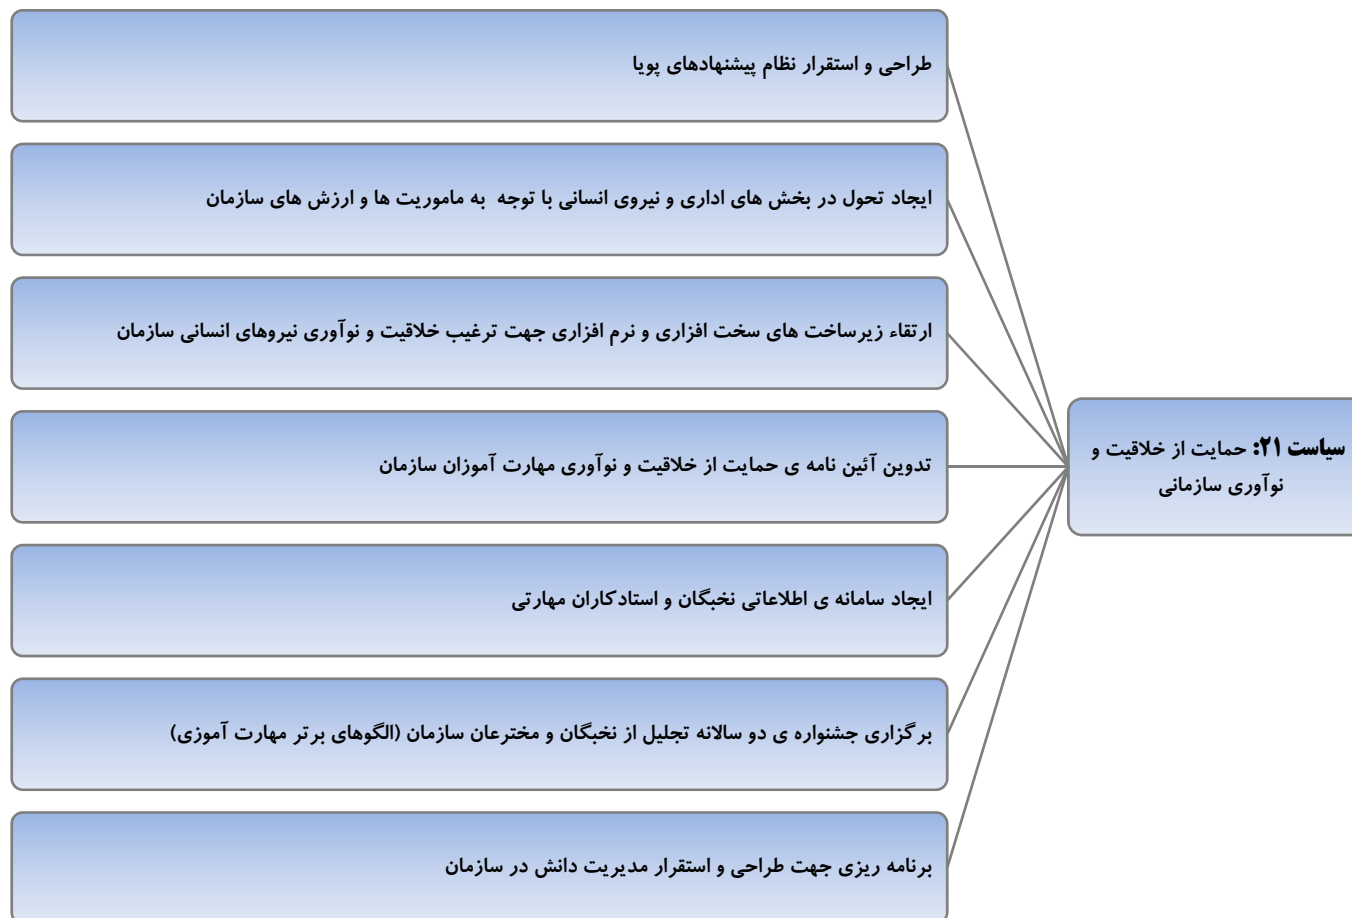 سیاست ۲۱: حمایت از خلاقیت و
نوآوری سازمانی
طراحی و استقرار نظام پیشنهادهای پویا
ایجاد تحول در بخش های اداری و نیروی انسانی با توجه به ماموریت ها و ارزش های سازمان
ارتقاء زیرساخت های سخت افزاری و نرم افزاری جهت ترغیب خلاقیت و نوآوری نیروهای انسانی سازمان
تدوین آئین نامه ی حمایت از خلاقیت و نوآوری مهارت آموزان سازمان
ایجاد سامانه ی اطلاعاتی نخبگان و استادکاران مهارتی
برگزاری جشنواره ی دو سالانه تجلیل از نخبگان و مخترعان سازمان (الگوهای برتر مهارت آموزی)
برنامه ریزی جهت طراحی و استقرار مدیریت دانش در سازمان